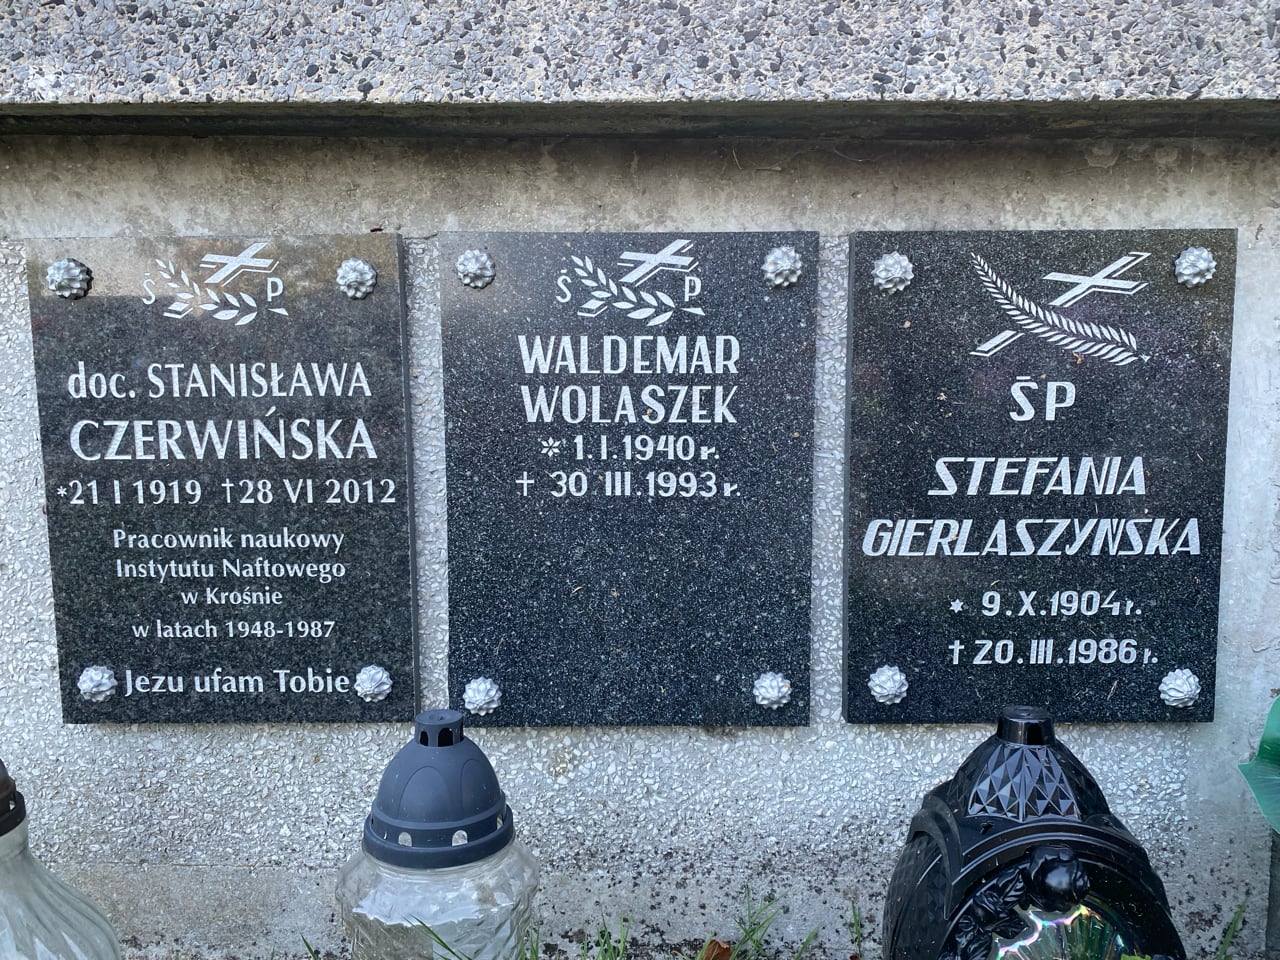 Ś P
doc. STANISŁAWA
CZERWIŃSKA
*21 I 1919 †28 VI 2012
Pracownik naukowy
Instytutu Naftowego
w Krośnie
w latach 1948-1987
Jezu ufam Tobie
Ś P
WALDEMAR
WOLASZEK
* 1.I.1940 r.
† 30.III.1993 r.
ŚP
STEFANIA
GIERLASZYŃSKA
* 9.X.1904 r.
† 20.III.1986 r.